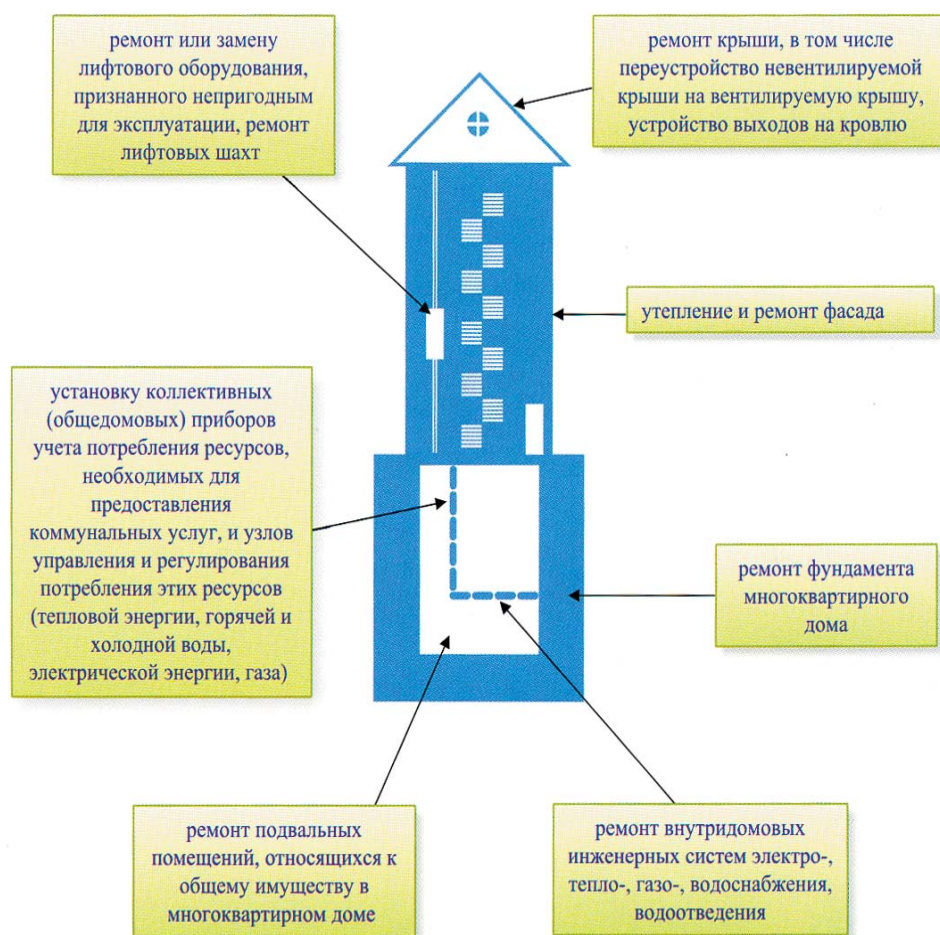 ремонт или замену
лифтового оборудования,
признанного непригодным
для эксплуатации, ремонт
лифтовых шахт
ремонт крыши, в том числе
переустройство невентилируемой
крыши на вентилируемую крышу,
устройство выходов на кровлю
утепление и ремонт фасада
установку коллективных
(общедомовых) приборов
учета потребления ресурсов,
необходимых для
предоставления
коммунальных услуг, и узлов
управления и регулирования
потребления этих ресурсов
(тепловой энергии, горячей и
холодной воды,
электрической энергии, газа)
ремонт фундамента
многоквартирного
дома
ремонт подвальных
помещений, относящихся к
общему имуществу в
многоквартирном доме
ремонт внутридомовых
инженерных систем электро-,
тепло-, газо-, водоснабжения,
водоотведения